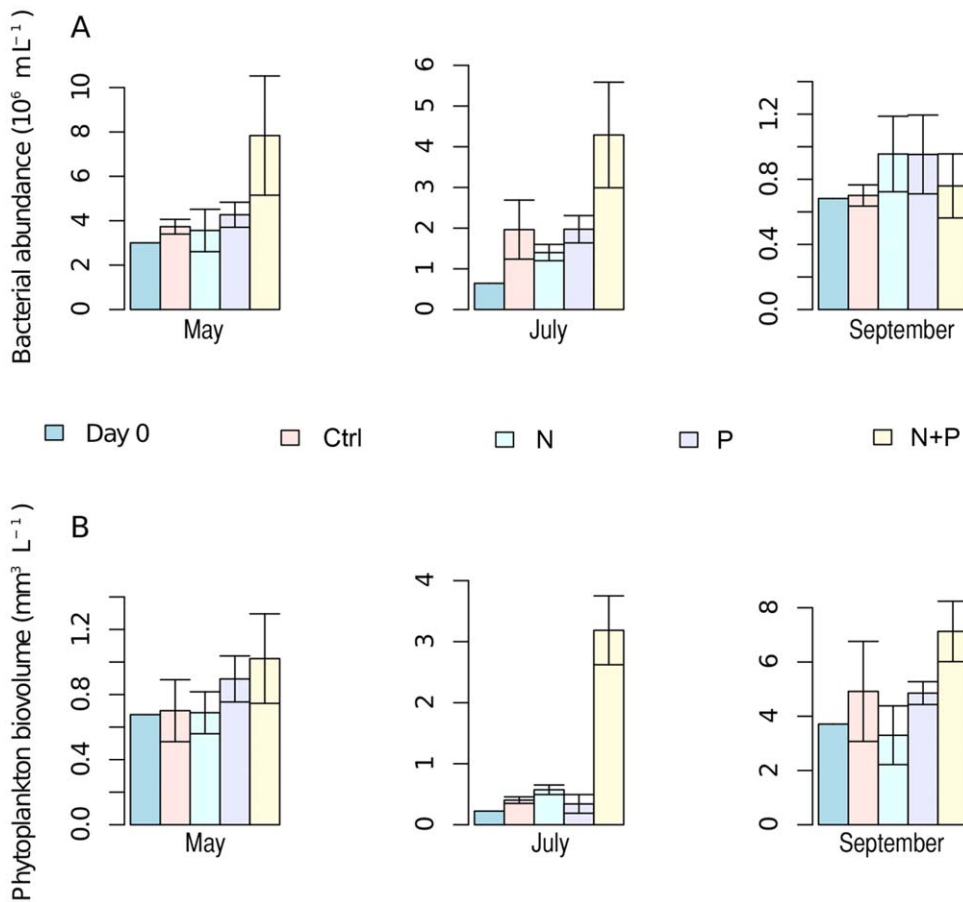 A
Bacterial abundance (10⁶ mL⁻¹)
0 2 4 6 8 10
May
0 1 2 3 4 5 6
July
0.0 0.4 0.8 1.2
September
Day 0 Ctrl N P N+P
B
Phytoplankton biovolume (mm³ L⁻¹)
0.0 0.4 0.8 1.2
May
0 1 2 3 4
July
0 2 4 6 8
September